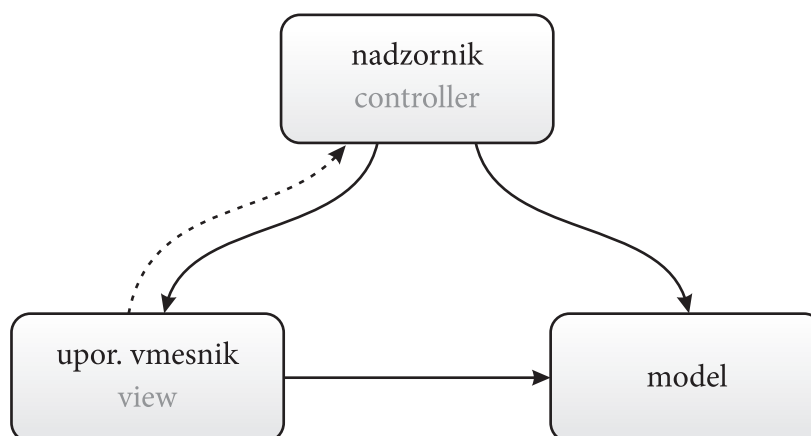 nadzornik
controller
upor. vmesnik
view
model